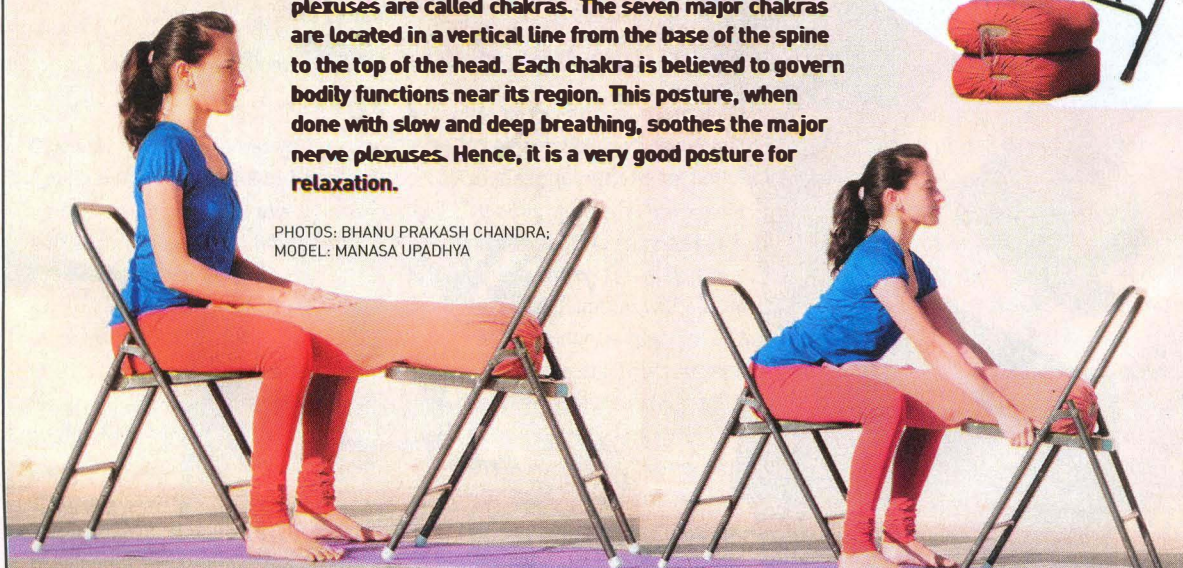 plexuses are called chakras. The seven major chakras
are located in a vertical line from the base of the spine
to the top of the head. Each chakra is believed to govern
bodily functions near its region. This posture, when
done with slow and deep breathing, soothes the major
nerve plexuses. Hence, it is a very good posture for
relaxation.
PHOTOS: BHANU PRAKASH CHANDRA;
MODEL: MANASA UPADHYA